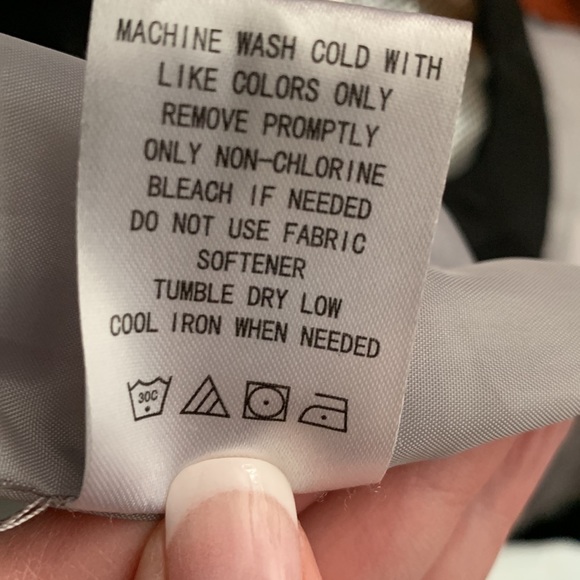 MACHINE WASH COLD WITH
LIKE COLORS ONLY
REMOVE PROMPTLY
ONLY NON-CHLORINE
BLEACH IF NEEDED
DO NOT USE FABRIC
SOFTENER
TUMBLE DRY LOW
COOL IRON WHEN NEEDED
30C